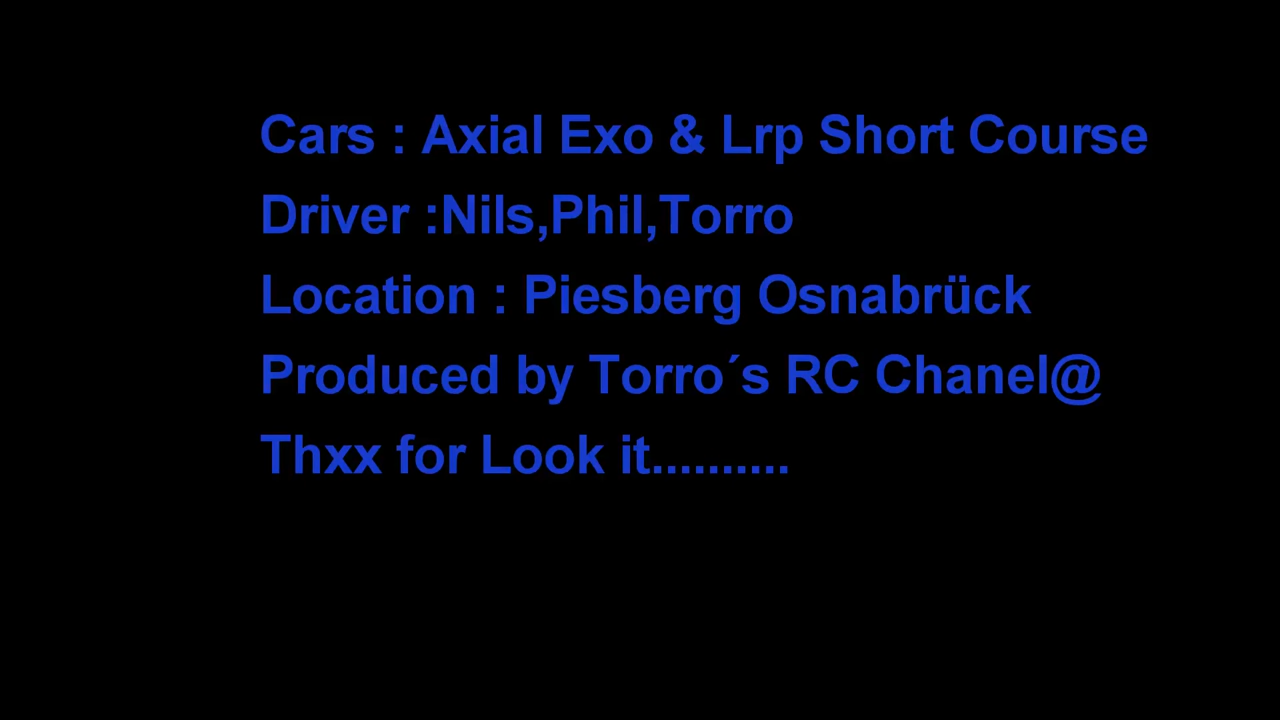 Cars : Axial Exo & Lrp Short Course
Driver :Nils,Phil,Torro
Location : Piesberg Osnabrück
Produced by Torro´s RC Chanel@
Thxx for Look it..........